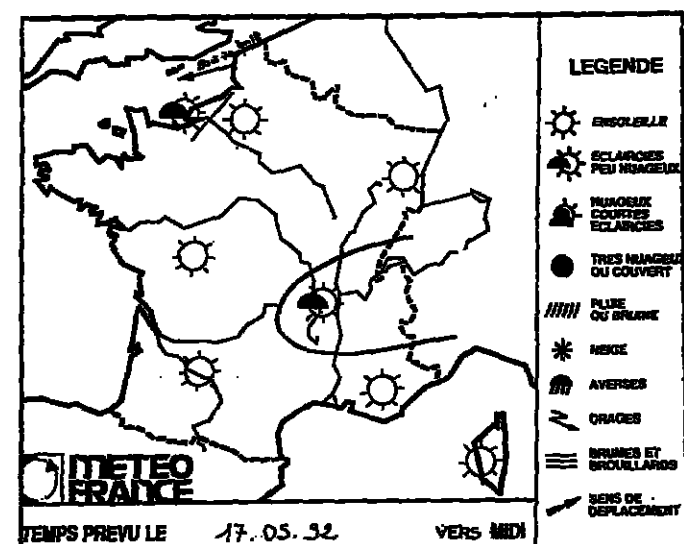 LEGENDE
ENSOLEILLE
ECLAIRCIES
PEU NUAGEUX
NUAGEUX
COURTES
ECLAIRCIES
TRES NUAGEUX
OU COUVERT
PLUIE
OU BRUINE
NEIGE
AVERSES
ORAGES
BRUMES ET
BROUILLARDS
SENS DE
DEPLACEMENT
METEO
FRANCE
TEMPS PREVU LE 17.05.92 VERS MIDI